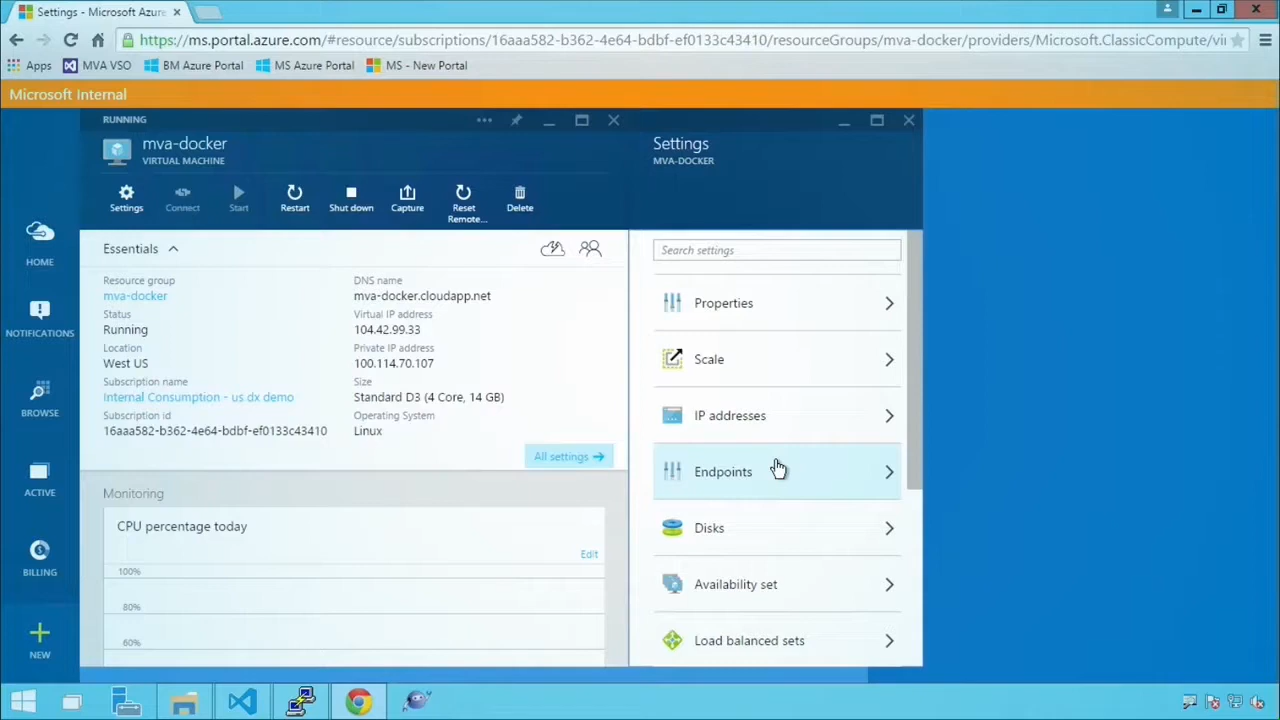 Settings - Microsoft Azure
https://ms.portal.azure.com/#resource/subscriptions/16aaa582-b362-4e64-bdbf-ef0133c43410/resourceGroups/mva-docker/providers/Microsoft.ClassicCompute/vi
Apps MVA VSO BM Azure Portal MS Azure Portal MS - New Portal
Microsoft Internal
HOME
NOTIFICATIONS
BROWSE
ACTIVE
BILLING
NEW
RUNNING
mva-docker
VIRTUAL MACHINE
Settings Connect Start Restart Shut down Capture Reset Remote... Delete
Essentials
Resource group
mva-docker
Status
Running
Location
West US
Subscription name
Internal Consumption - us dx demo
Subscription id
16aaa582-b362-4e64-bdbf-ef0133c43410
DNS name
mva-docker.cloudapp.net
Virtual IP address
104.42.99.33
Private IP address
100.114.70.107
Size
Standard D3 (4 Core, 14 GB)
Operating System
Linux
All settings
Monitoring
CPU percentage today
Edit
100%
80%
60%
Settings
MVA-DOCKER
Search settings
Properties
Scale
IP addresses
Endpoints
Disks
Availability set
Load balanced sets